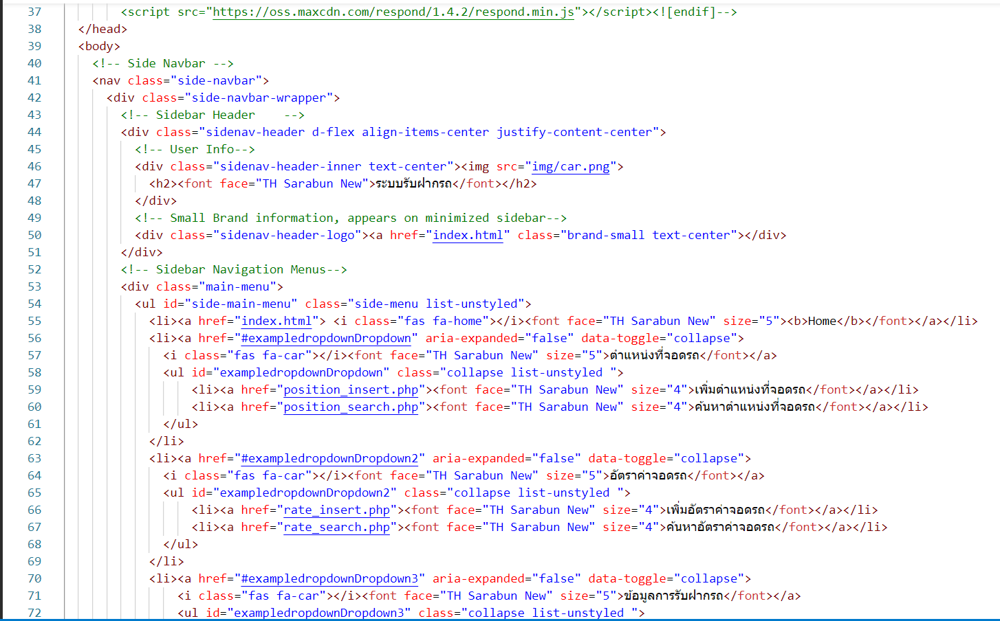 37 <script src="https://oss.maxcdn.com/respond/1.4.2/respond.min.js"></script><![endif]-->
38 </head>
39 <body>
40 <!-- Side Navbar -->
41 <nav class="side-navbar">
42 <div class="side-navbar-wrapper">
43 <!-- Sidebar Header    -->
44 <div class="sidenav-header d-flex align-items-center justify-content-center">
45 <!-- User Info-->
46 <div class="sidenav-header-inner text-center"><img src="img/car.png">
47 <h2><font face="TH Sarabun New">ระบบรับฝากรถ</font></h2>
48 </div>
49 <!-- Small Brand information, appears on minimized sidebar-->
50 <div class="sidenav-header-logo"><a href="index.html" class="brand-small text-center"></div>
51 </div>
52 <!-- Sidebar Navigation Menus-->
53 <div class="main-menu">
54 <ul id="side-main-menu" class="side-menu list-unstyled">
55 <li><a href="index.html"> <i class="fas fa-home"></i><font face="TH Sarabun New" size="5"><b>Home</b></font></a></li>
56 <li><a href="#exampledropdownDropdown" aria-expanded="false" data-toggle="collapse">
57 <i class="fas fa-car"></i><font face="TH Sarabun New" size="5">ตำแหน่งที่จอดรถ</font></a>
58 <ul id="exampledropdownDropdown" class="collapse list-unstyled ">
59 <li><a href="position_insert.php"><font face="TH Sarabun New" size="4">เพิ่มตำแหน่งที่จอดรถ</font></a></li>
60 <li><a href="position_search.php"><font face="TH Sarabun New" size="4">ค้นหาตำแหน่งที่จอดรถ</font></a></li>
61 </ul>
62 </li>
63 <li><a href="#exampledropdownDropdown2" aria-expanded="false" data-toggle="collapse">
64 <i class="fas fa-car"></i><font face="TH Sarabun New" size="5">อัตราค่าจอดรถ</font></a>
65 <ul id="exampledropdownDropdown2" class="collapse list-unstyled ">
66 <li><a href="rate_insert.php"><font face="TH Sarabun New" size="4">เพิ่มอัตราค่าจอดรถ</font></a></li>
67 <li><a href="rate_search.php"><font face="TH Sarabun New" size="4">ค้นหาอัตราค่าจอดรถ</font></a></li>
68 </ul>
69 </li>
70 <li><a href="#exampledropdownDropdown3" aria-expanded="false" data-toggle="collapse">
71 <i class="fas fa-car"></i><font face="TH Sarabun New" size="5">ข้อมูลการรับฝากรถ</font></a>
72 <ul id="exampledropdownDropdown3" class="collapse list-unstyled ">